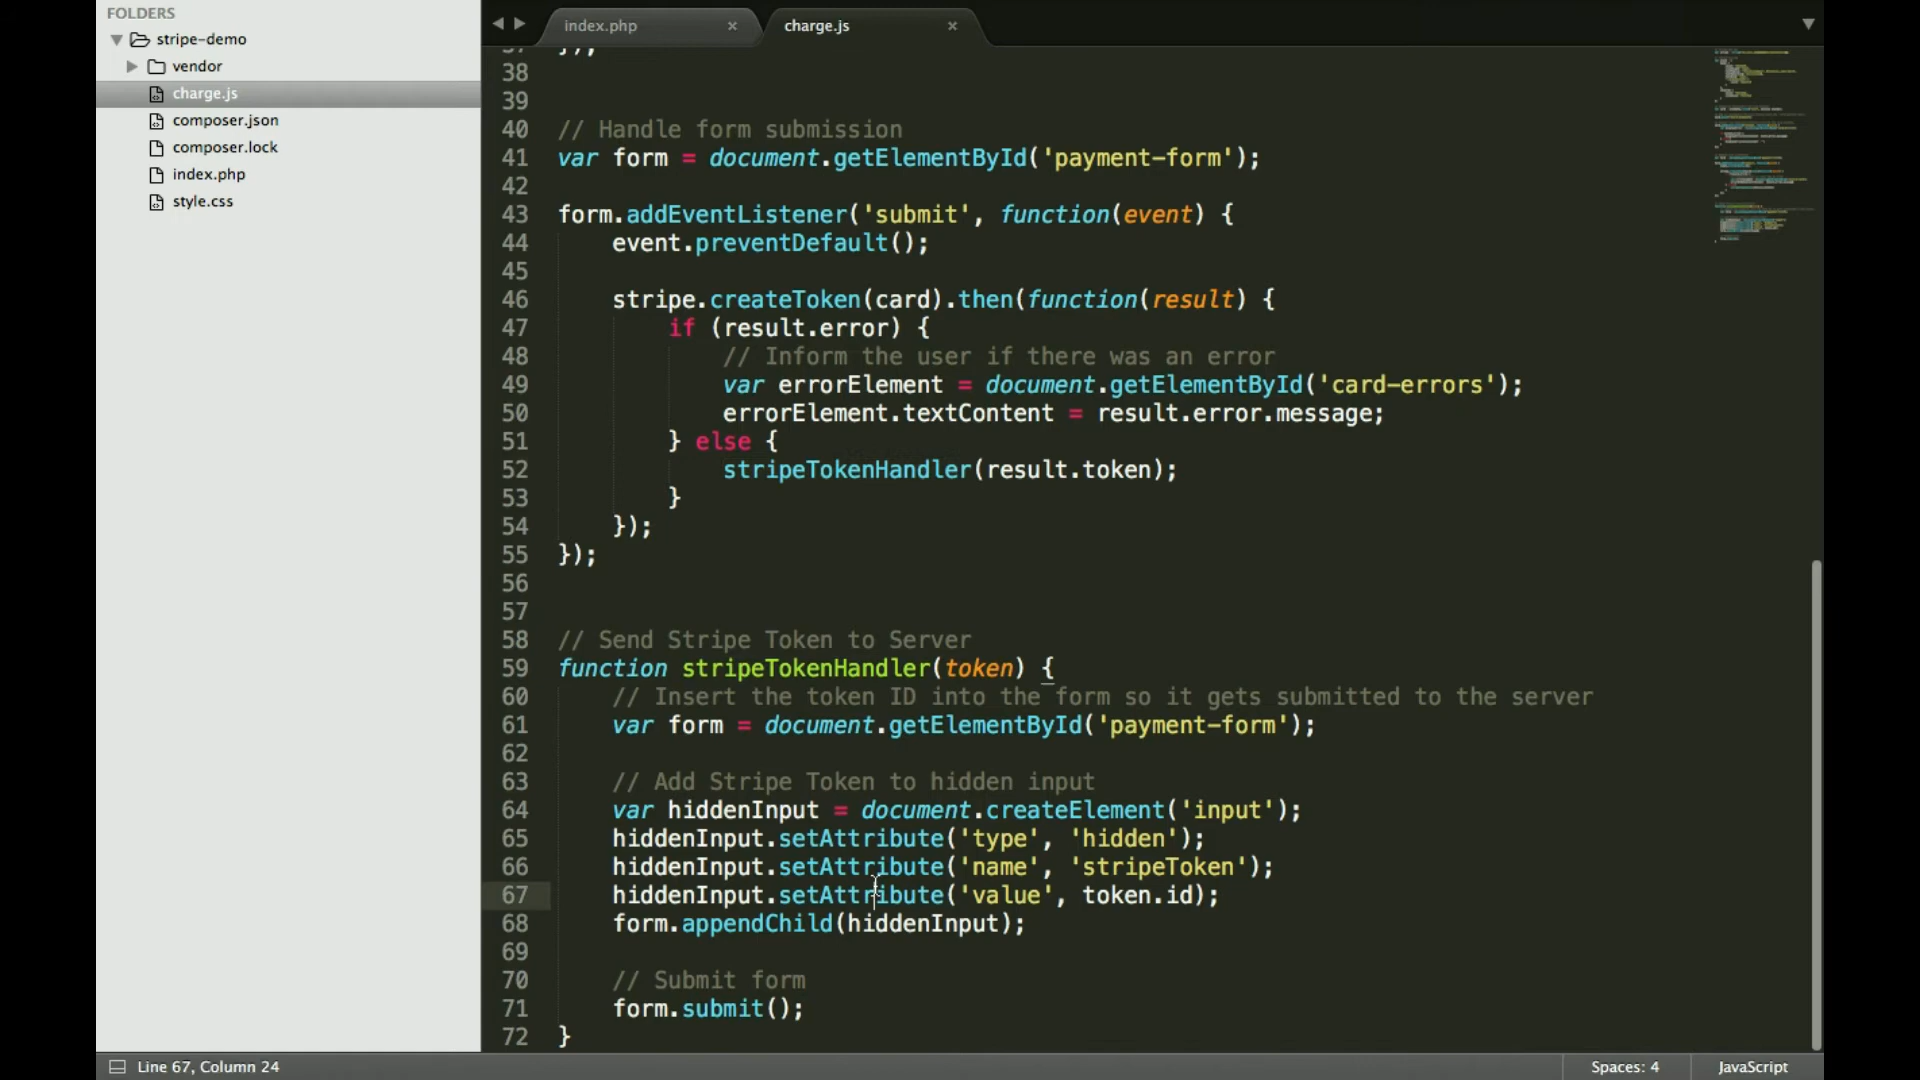 FOLDERS
stripe-demo
vendor
charge.js
composer.json
composer.lock
index.php
style.css
index.php
charge.js
37 });
38
39
40 // Handle form submission
41 var form = document.getElementById('payment-form');
42
43 form.addEventListener('submit', function(event) {
44 event.preventDefault();
45
46 stripe.createToken(card).then(function(result) {
47 if (result.error) {
48 // Inform the user if there was an error
49 var errorElement = document.getElementById('card-errors');
50 errorElement.textContent = result.error.message;
51 } else {
52 stripeTokenHandler(result.token);
53 }
54 });
55 });
56
57
58 // Send Stripe Token to Server
59 function stripeTokenHandler(token) {
60 // Insert the token ID into the form so it gets submitted to the server
61 var form = document.getElementById('payment-form');
62
63 // Add Stripe Token to hidden input
64 var hiddenInput = document.createElement('input');
65 hiddenInput.setAttribute('type', 'hidden');
66 hiddenInput.setAttribute('name', 'stripeToken');
67 hiddenInput.setAttribute('value', token.id);
68 form.appendChild(hiddenInput);
69
70 // Submit form
71 form.submit();
72 }
Line 67, Column 24
Spaces: 4
JavaScript